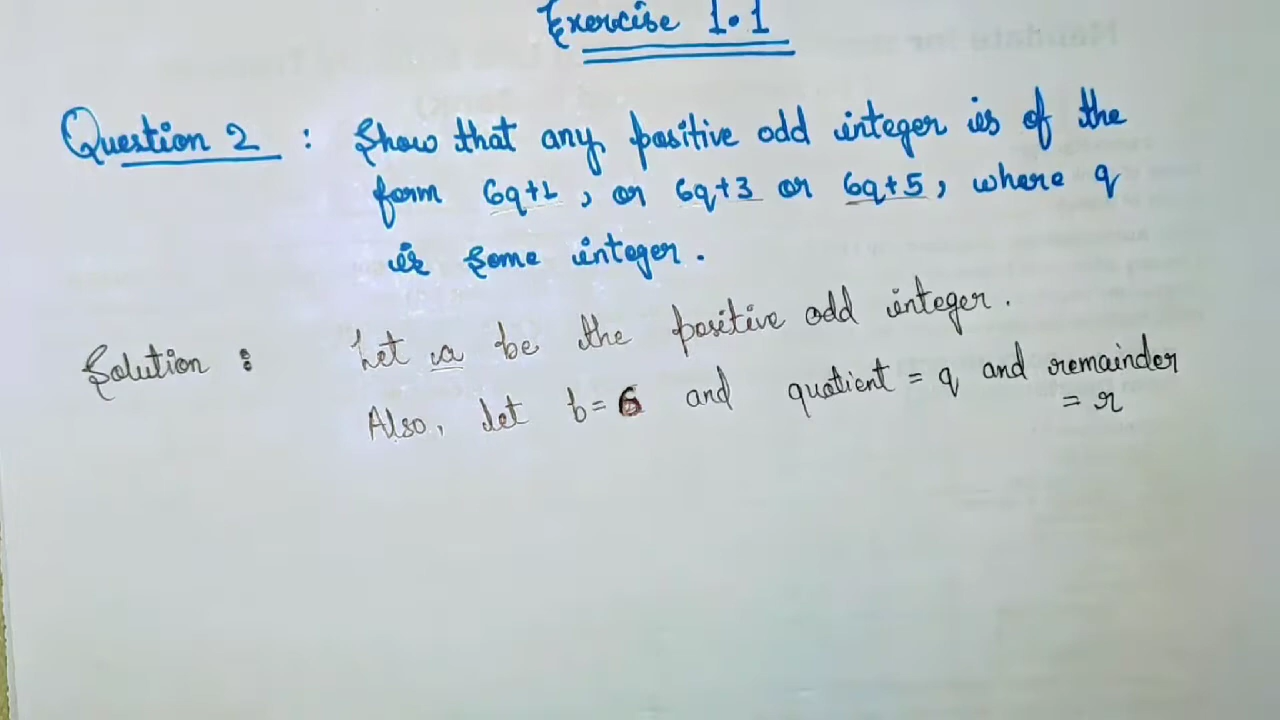 Exercise 1.1
Question 2 : Show that any positive odd integer is of the
form 6q+1, or 6q+3 or 6q+5, where q
is some integer.
Solution : Let a be the positive odd integer.
Also, let b=6 and quotient = q and remainder
= r